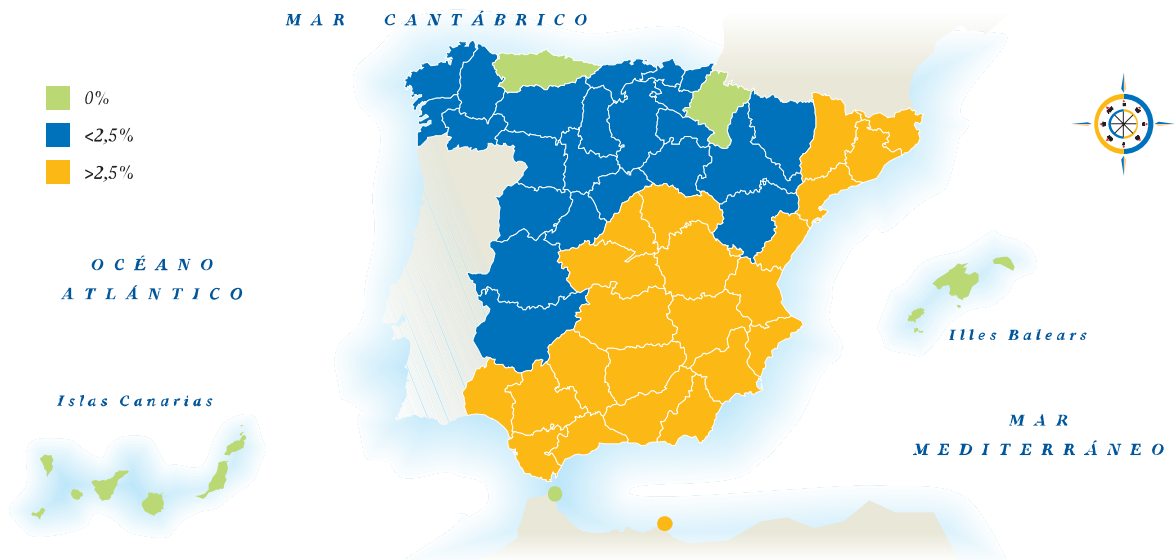 MAR CANTÁBRICO
0%
<2,5%
>2,5%
OCÉANO
ATLÁNTICO
Illes Balears
Islas Canarias
MAR
MEDITERRÁNEO